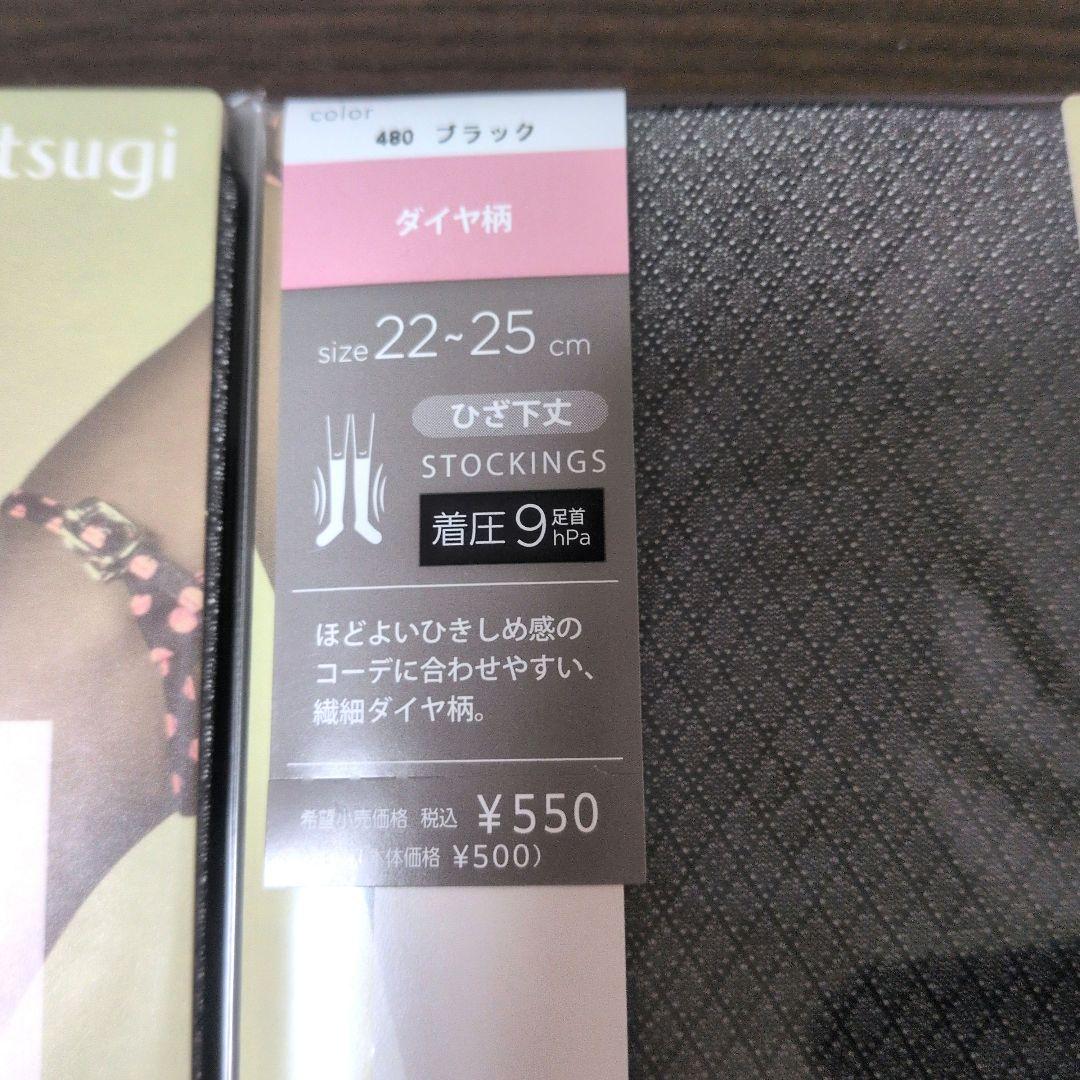 tsugi
color
480 ブラック
ダイヤ柄
size 22~25 cm
ひざ下丈
STOCKINGS
着圧 9 足首 hPa
ほどよいひきしめ感の
コーデに合わせやすい、
繊細ダイヤ柄。
希望小売価格 税込 ¥550
体価格 ¥500）